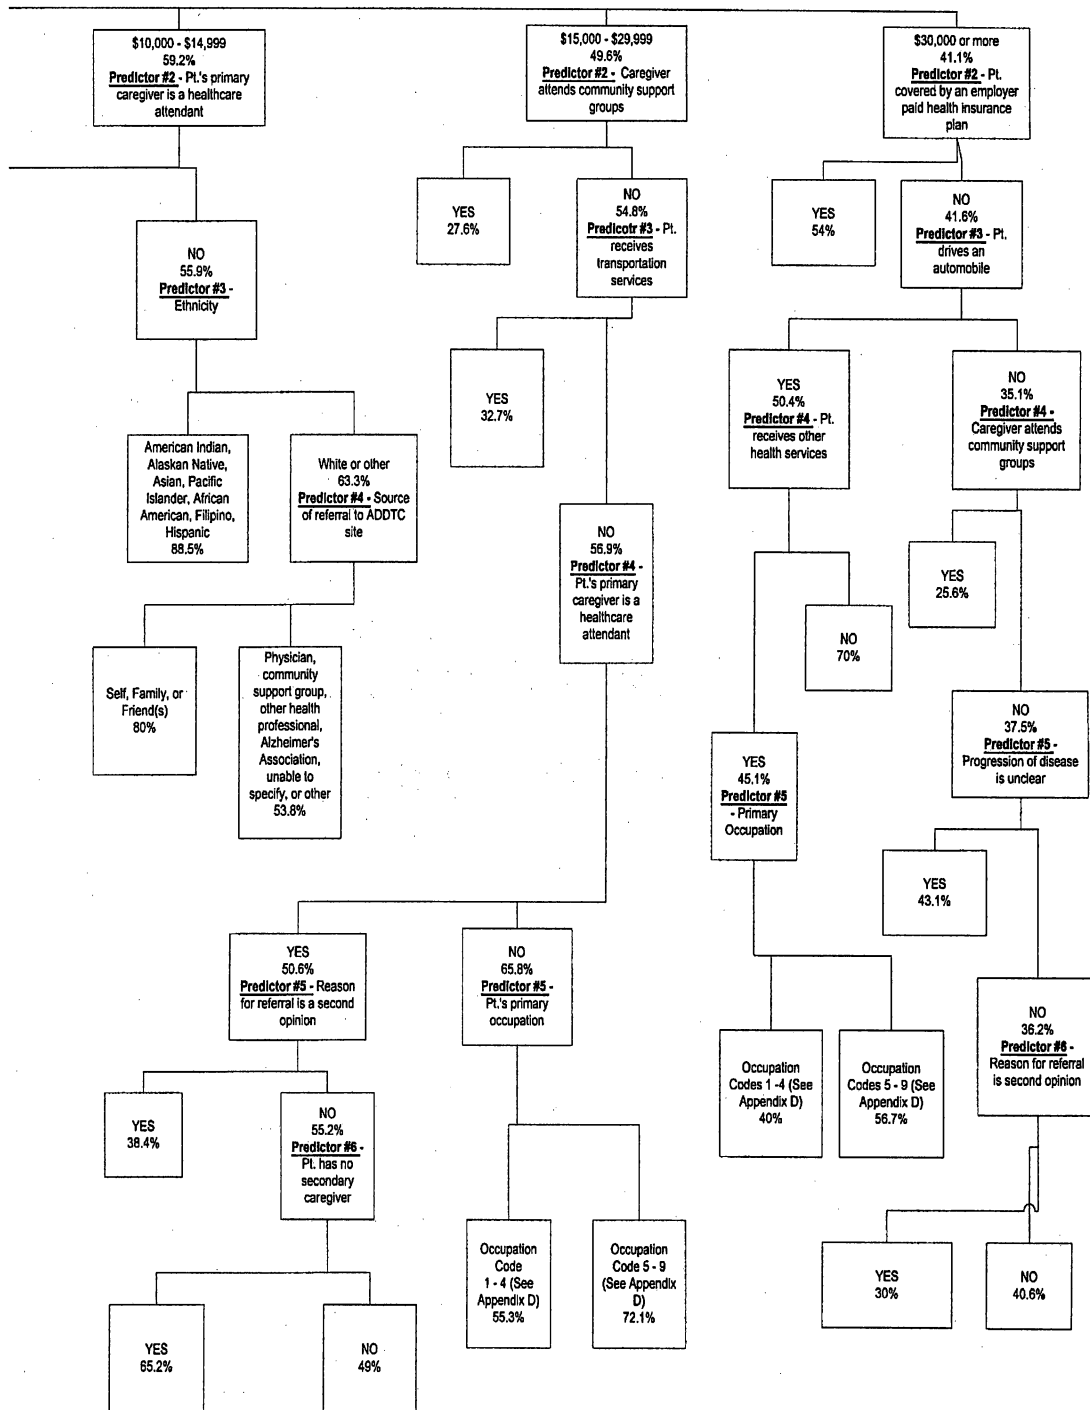 $10,000 - $14,999
59.2%
Predictor #2 - Pt.'s primary
caregiver is a healthcare
attendant
$15,000 - $29,999
49.6%
Predictor #2 - Caregiver
attends community support
groups
$30,000 or more
41.1%
Predictor #2 - Pt.
covered by an employer
paid health insurance
plan
YES
27.6%
NO
54.8%
Predicotr #3 - Pt.
receives
transportation
services
YES
54%
NO
41.6%
Predictor #3 - Pt.
drives an
automobile
NO
55.9%
Predictor #3 -
Ethnicity
YES
32.7%
YES
50.4%
Predictor #4 - Pt.
receives other
health services
NO
35.1%
Predictor #4 -
Caregiver attends
community support
groups
American Indian,
Alaskan Native,
Asian, Pacific
Islander, African
American, Filipino,
Hispanic
88.5%
White or other
63.3%
Predictor #4 - Source
of referral to ADDTC
site
NO
56.9%
Predictor #4 -
Pt.'s primary
caregiver is a
healthcare
attendant
YES
25.6%
NO
70%
Self, Family, or
Friend(s)
80%
Physician,
community
support group,
other health
professional,
Alzheimer's
Association,
unable to
specify, or other
53.8%
NO
37.5%
Predictor #5 -
Progression of disease
is unclear
YES
45.1%
Predictor #5
- Primary
Occupation
YES
43.1%
YES
50.6%
Predictor #5 - Reason
for referral is a second
opinion
NO
65.8%
Predictor #5 -
Pt.'s primary
occupation
NO
36.2%
Predictor #6 -
Reason for referral
is second opinion
Occupation
Codes 1 -4 (See
Appendix D)
40%
Occupation
Codes 5 - 9 (See
Appendix D)
56.7%
YES
38.4%
NO
55.2%
Predictor #6 -
Pt. has no
secondary
caregiver
Occupation
Code
1 - 4 (See
Appendix D)
55.3%
Occupation
Code 5 - 9
(See Appendix
D)
72.1%
YES
30%
NO
40.6%
YES
65.2%
NO
49%